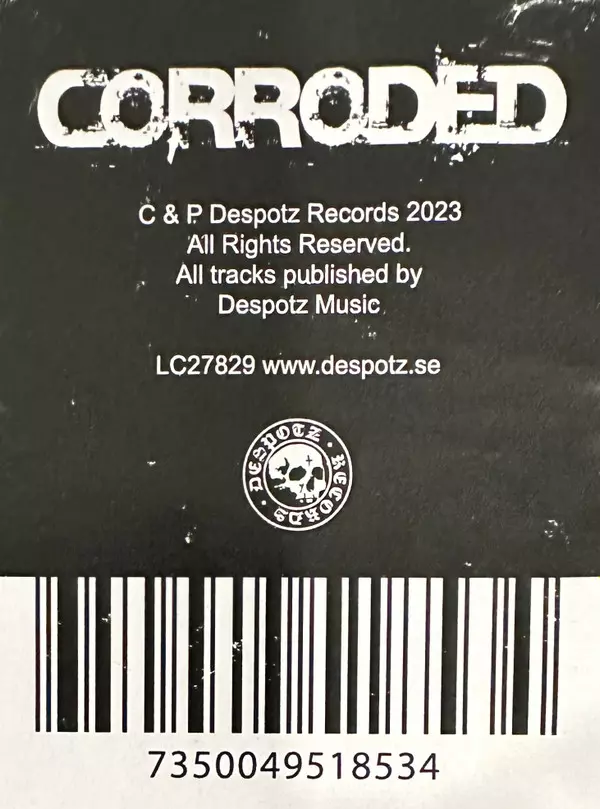 CORRODED
C & P Despotz Records 2023
All Rights Reserved.
All tracks published by
Despotz Music
LC27829 www.despotz.se
DESPOTZ · RECORDS ·
7350049518534